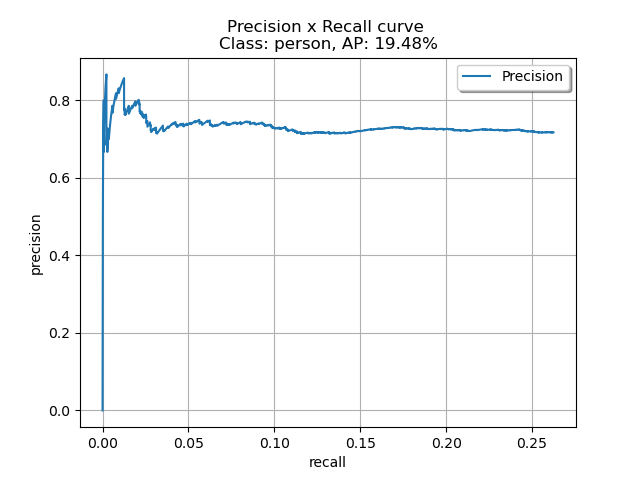 Precision x Recall curve
Class: person, AP: 19.48%
Precision
0.8
0.6
0.4
0.2
0.0
precision
0.00 0.05 0.10 0.15 0.20 0.25
recall